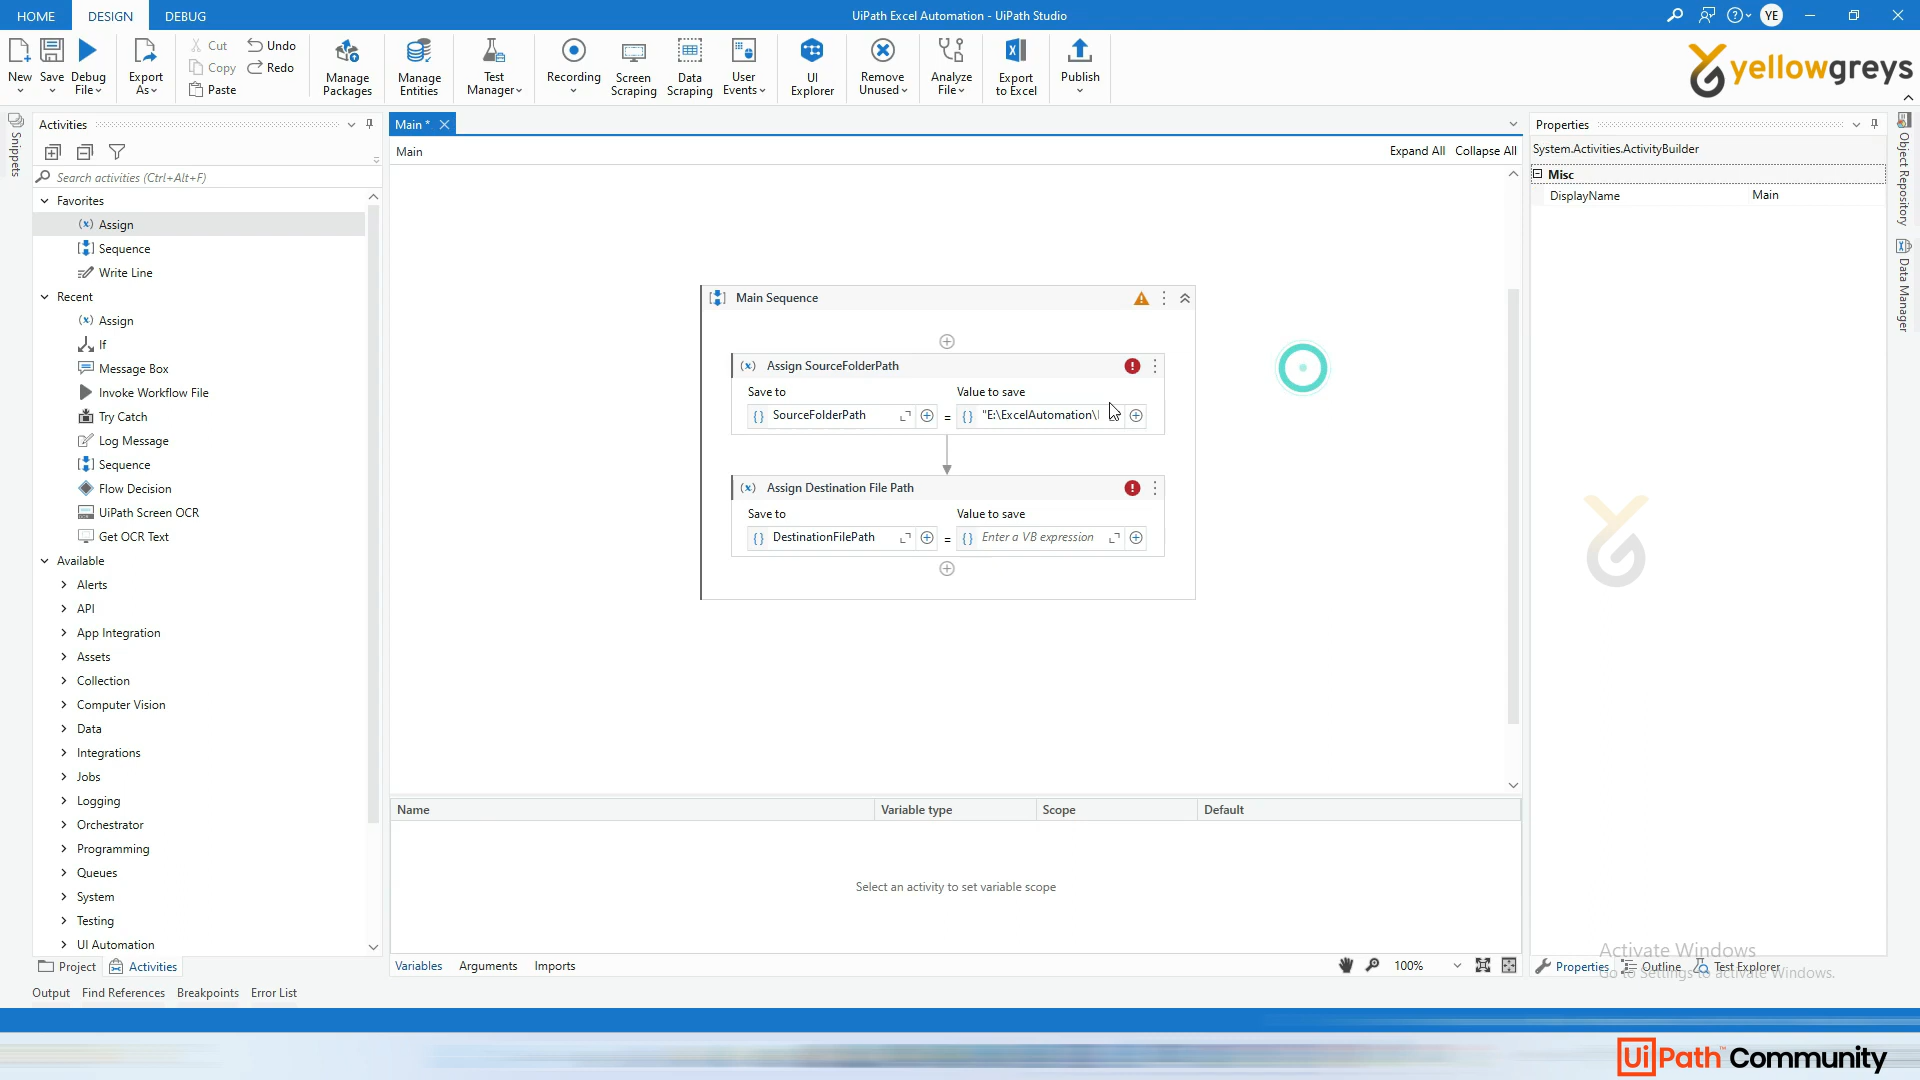 HOME DESIGN DEBUG UiPath Excel Automation - UiPath Studio YE
New Save Debug File Export As Cut Copy Paste Undo Redo Manage Packages Manage Entities Test Manager Recording Screen Scraping Data Scraping User Events UI Explorer Remove Unused Analyze File Export to Excel Publish yellowgreys
Snippets
Activities
Search activities (Ctrl+Alt+F)
Favorites
Assign
Sequence
Write Line
Recent
Assign
If
Message Box
Invoke Workflow File
Try Catch
Log Message
Sequence
Flow Decision
UiPath Screen OCR
Get OCR Text
Available
Alerts
API
App Integration
Assets
Collection
Computer Vision
Data
Integrations
Jobs
Logging
Orchestrator
Programming
Queues
System
Testing
UI Automation
Project Activities
Main *
Main Expand All Collapse All
Main Sequence
Assign SourceFolderPath
Save to Value to save
SourceFolderPath = "E:\ExcelAutomation\
Assign Destination File Path
Save to Value to save
DestinationFilePath = Enter a VB expression
Name Variable type Scope Default
Select an activity to set variable scope
Variables Arguments Imports 100%
Properties
System.Activities.ActivityBuilder
Misc
DisplayName Main
Object Repository
Data Manager
Activate Windows
Go to Settings to activate Windows.
Properties Outline Test Explorer
Output Find References Breakpoints Error List
UiPath™ Community